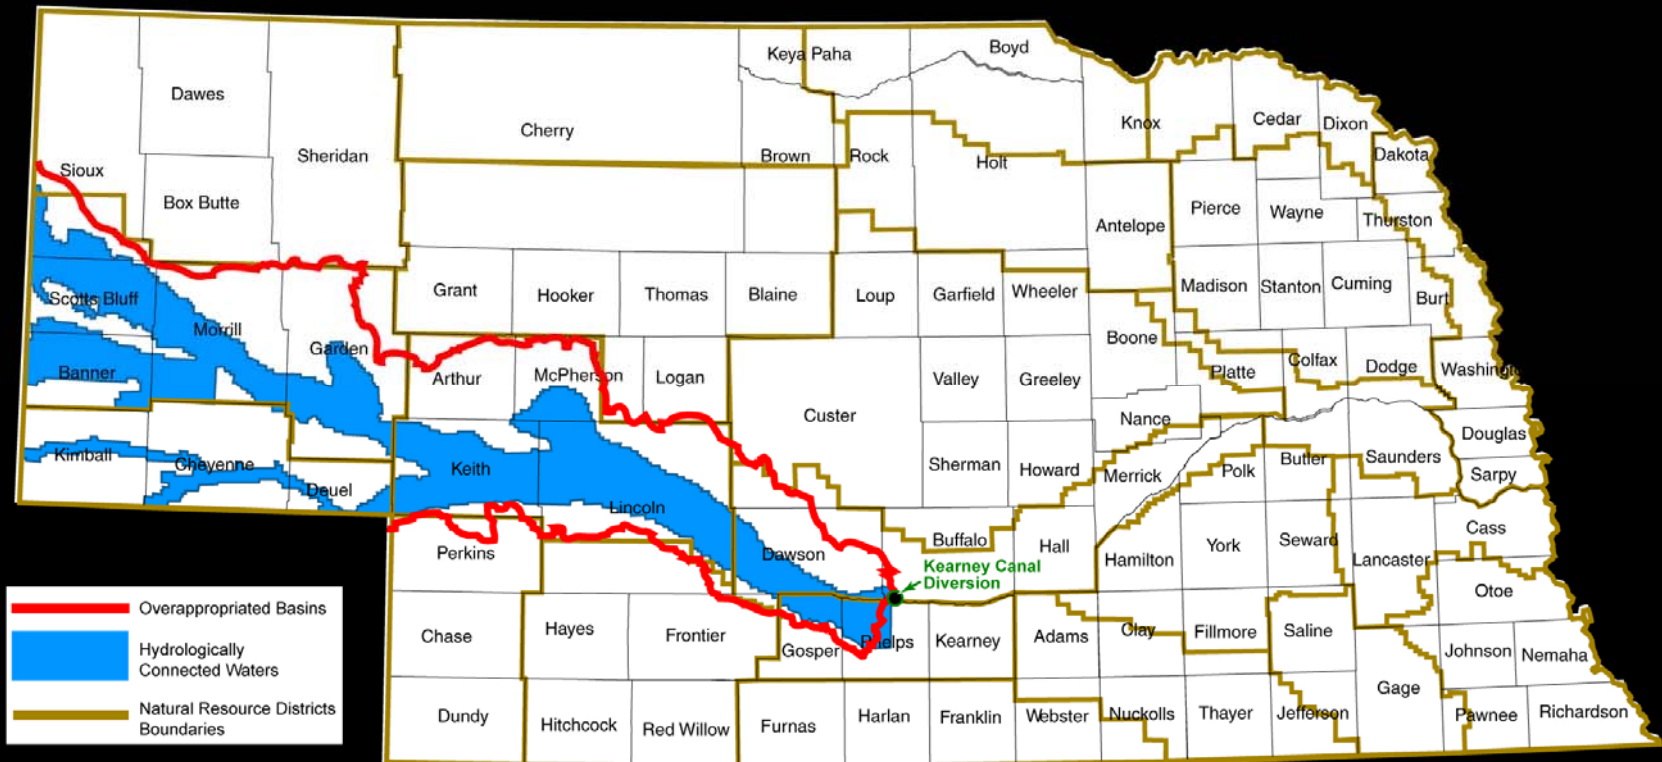 Keya Paha
Boyd
Dawes
Cherry
Knox
Cedar
Dixon
Sheridan
Brown
Rock
Holt
Dakota
Sioux
Box Butte
Antelope
Pierce
Wayne
Thurston
Scotts Bluff
Grant
Hooker
Thomas
Blaine
Loup
Garfield
Wheeler
Madison
Stanton
Cuming
Burt
Morrill
Garden
Boone
Banner
Arthur
McPherson
Logan
Valley
Greeley
Platte
Colfax
Dodge
Washingto
Custer
Nance
Kimball
Cheyenne
Deuel
Keith
Lincoln
Sherman
Howard
Merrick
Polk
Butler
Saunders
Douglas
Sarpy
Perkins
Dawson
Buffalo
Hall
Hamilton
York
Seward
Lancaster
Cass
Kearney Canal
Diversion
Otoe
Overappropriated Basins
Hydrologically
Connected Waters
Natural Resource Districts
Boundaries
Chase
Hayes
Frontier
Gosper
Phelps
Kearney
Adams
Clay
Fillmore
Saline
Johnson
Nemaha
Gage
Dundy
Hitchcock
Red Willow
Furnas
Harlan
Franklin
Webster
Nuckolls
Thayer
Jefferson
Pawnee
Richardson